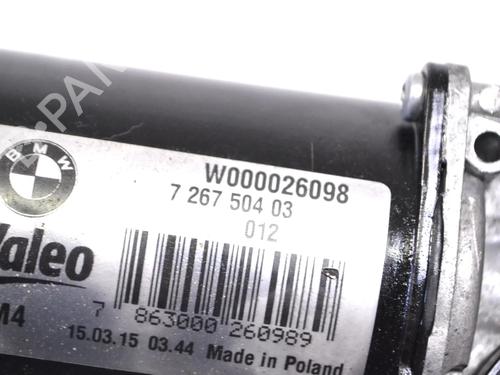 BMW
W000026098
7 267 504 03
012
Valeo
7 863000 260989
M4
15.03.15 03.44 Made in Poland